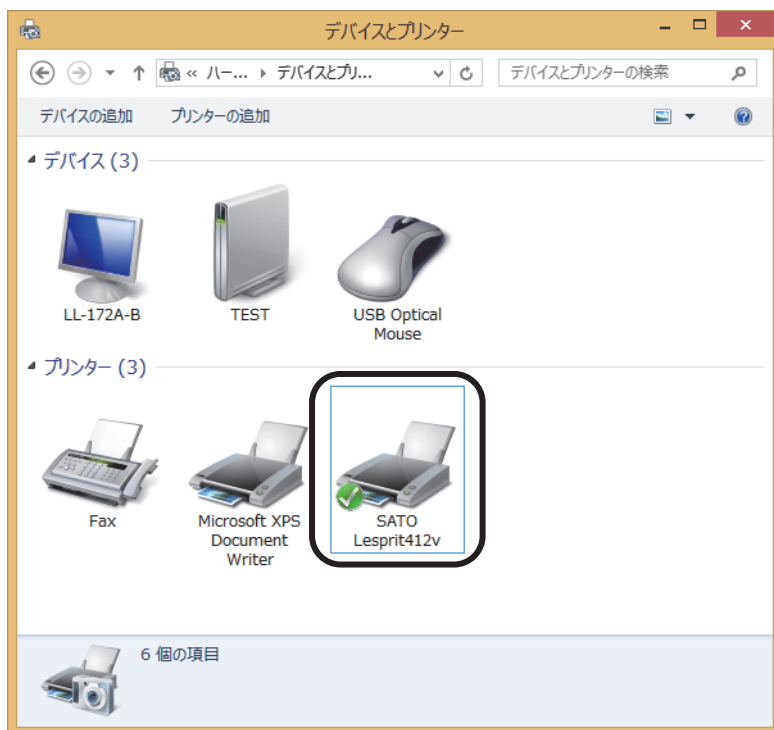 デバイスとプリンター
« ハー... デバイスとプリ... デバイスとプリンターの検索
デバイスの追加 プリンターの追加
デバイス (3)
LL-172A-B
TEST
USB Optical
Mouse
プリンター (3)
Fax
Microsoft XPS
Document
Writer
SATO
Lesprit412v
6 個の項目